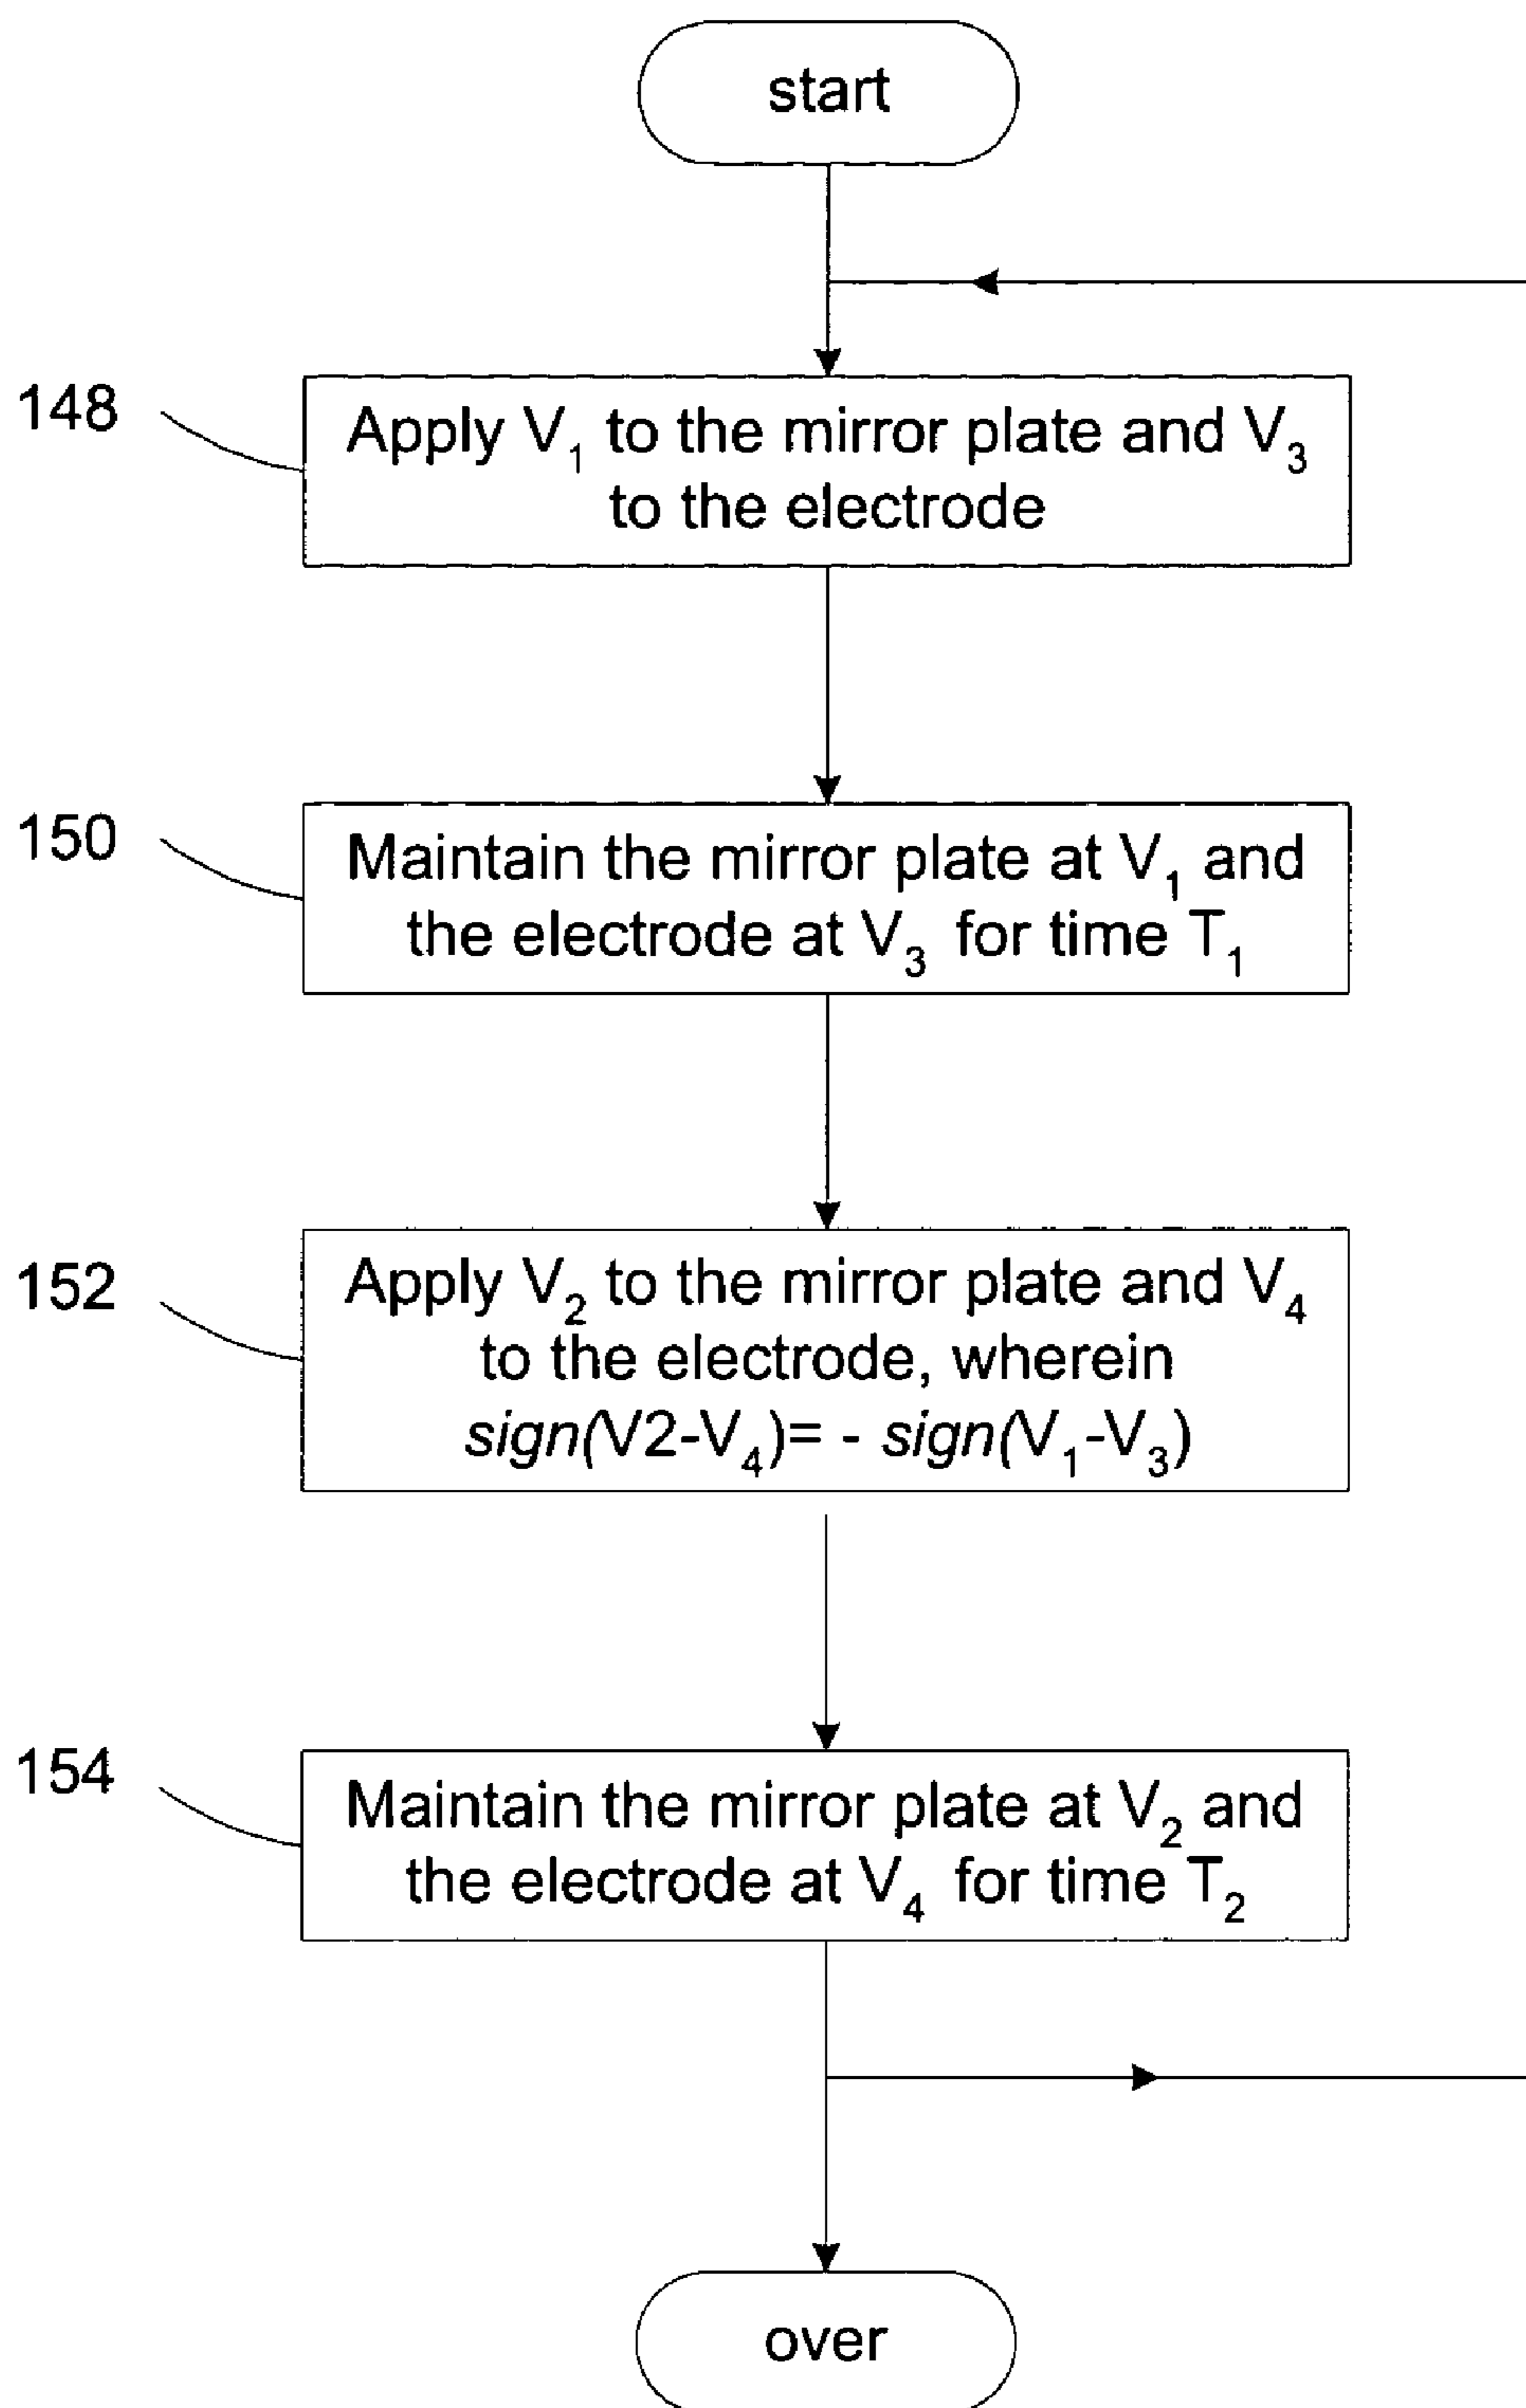 start
148
Apply V₁ to the mirror plate and V₃
to the electrode
150
Maintain the mirror plate at V₁ and
the electrode at V₃ for time T₁
152
Apply V₂ to the mirror plate and V₄
to the electrode, wherein
sign(V2-V₄)= - sign(V₁-V₃)
154
Maintain the mirror plate at V₂ and
the electrode at V₄ for time T₂
over